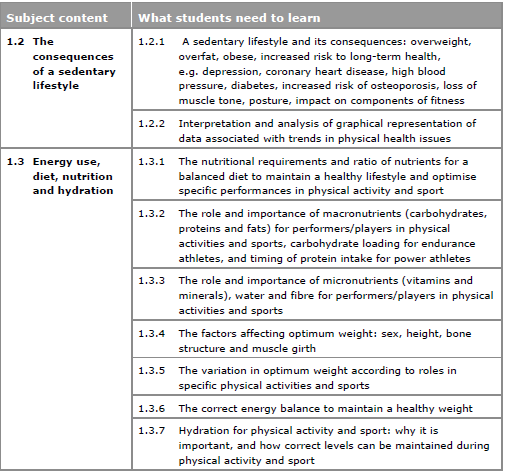 Subject content What students need to learn
1.2 The consequences of a sedentary lifestyle
1.2.1 A sedentary lifestyle and its consequences: overweight,
overfat, obese, increased risk to long-term health,
e.g. depression, coronary heart disease, high blood
pressure, diabetes, increased risk of osteoporosis, loss of
muscle tone, posture, impact on components of fitness
1.2.2 Interpretation and analysis of graphical representation of
data associated with trends in physical health issues
1.3 Energy use,
diet, nutrition
and hydration
1.3.1 The nutritional requirements and ratio of nutrients for a
balanced diet to maintain a healthy lifestyle and optimise
specific performances in physical activity and sport
1.3.2 The role and importance of macronutrients (carbohydrates,
proteins and fats) for performers/players in physical
activities and sports, carbohydrate loading for endurance
athletes, and timing of protein intake for power athletes
1.3.3 The role and importance of micronutrients (vitamins and
minerals), water and fibre for performers/players in physical
activities and sports
1.3.4 The factors affecting optimum weight: sex, height, bone
structure and muscle girth
1.3.5 The variation in optimum weight according to roles in
specific physical activities and sports
1.3.6 The correct energy balance to maintain a healthy weight
1.3.7 Hydration for physical activity and sport: why it is
important, and how correct levels can be maintained during
physical activity and sport